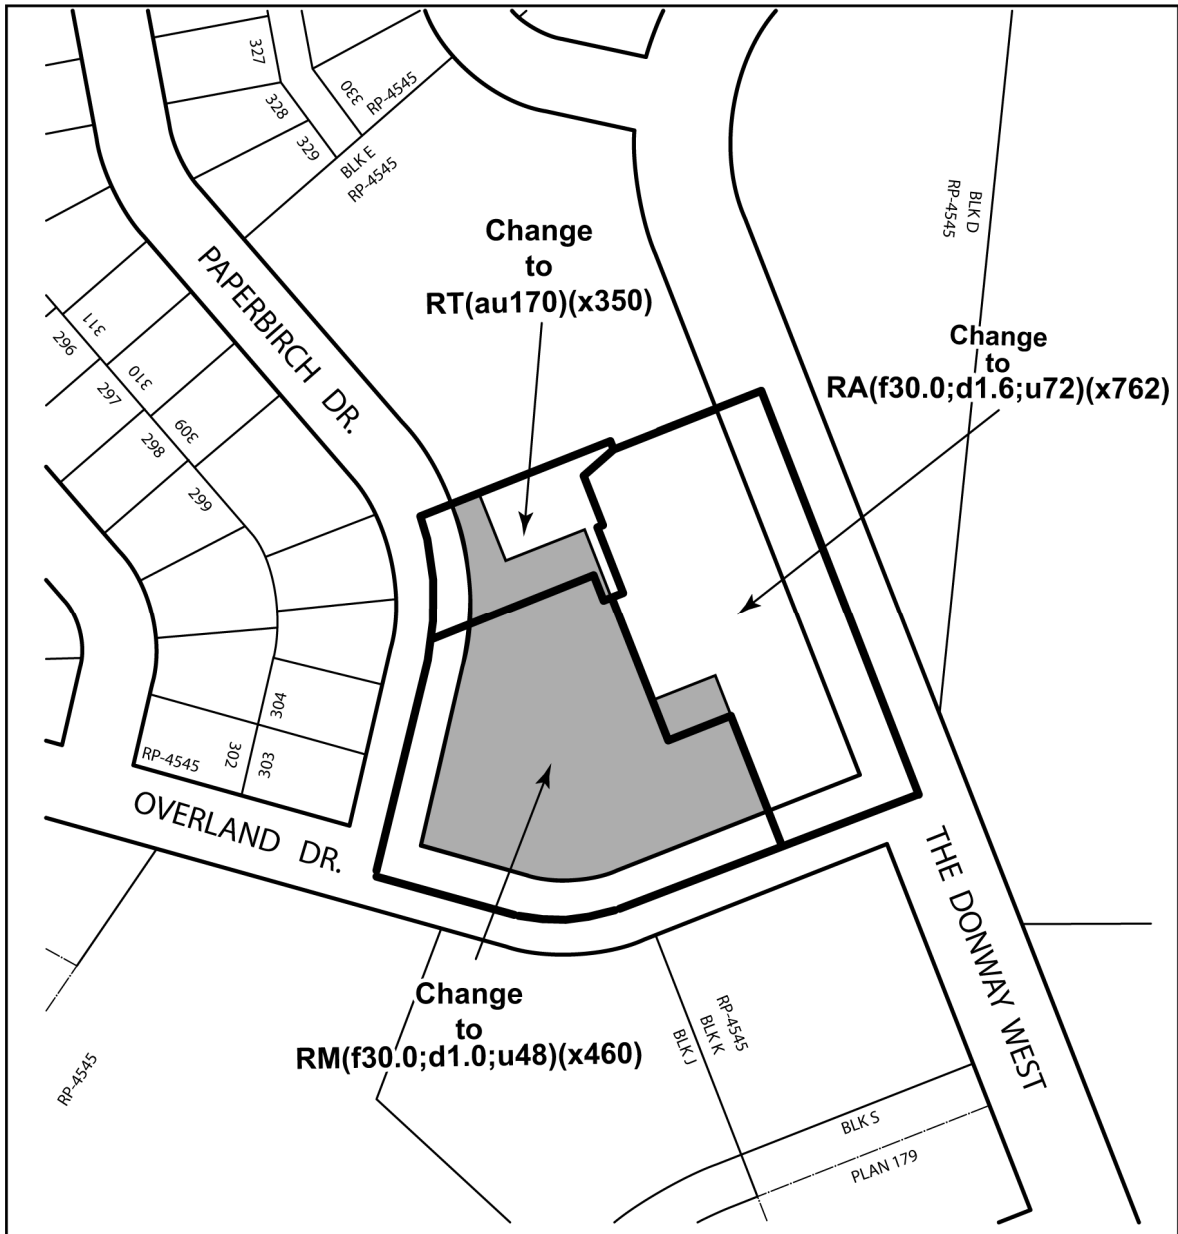 327
328
329
330
RP-4545
BLK E
RP-4545
BLK D
RP-4545
Change
to
RT(au170)(x350)
PAPERBIRCH DR.
Change
to
RA(f30.0;d1.6;u72)(x762)
311
310
309
296
297
298
299
304
302
303
RP-4545
OVERLAND DR.
THE DONWAY WEST
Change
to
RM(f30.0;d1.0;u48)(x460)
RP-4545
BLK K
BLK J
RP-4545
BLK S
PLAN 179